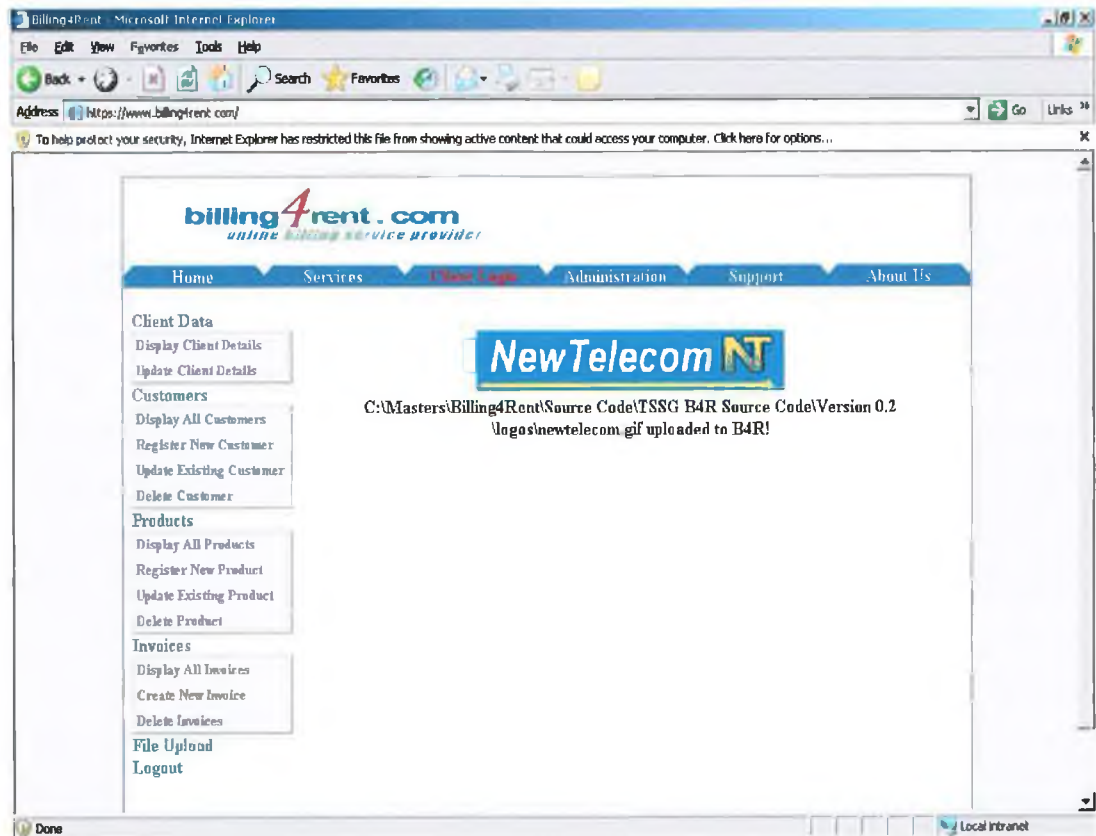 Billing4Rent - Microsoft Internet Explorer
File Edit View Favorites Tools Help
Back Search Favorites
Address https://www.billing4rent.com/ Go Links »
To help protect your security, Internet Explorer has restricted this file from showing active content that could access your computer. Click here for options...
billing4rent.com
online billing service provider
Home Services Client Login Administration Support About Us
Client Data
Display Client Details
Update Client Details
Customers
Display All Customers
Register New Customer
Update Existing Customer
Delete Customer
Products
Display All Products
Register New Product
Update Existing Product
Delete Product
Invoices
Display All Invoices
Create New Invoice
Delete Invoices
File Upload
Logout
NewTelecom NT
C:\Masters\Billing4Rent\Source Code\TSSG B4R Source Code\Version 0.2
\logos\newtelecom.gif uploaded to B4R!
Done Local intranet